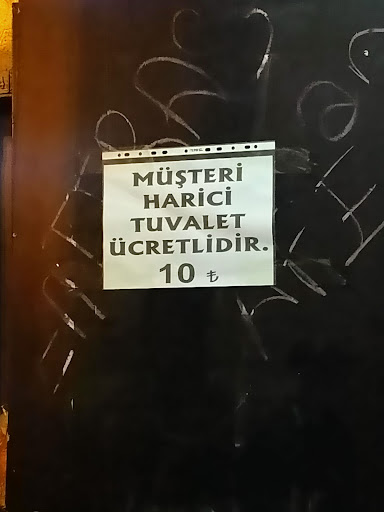 MÜŞTERİ
HARİCİ
TUVALET
ÜCRETLİDİR.
10 ₺